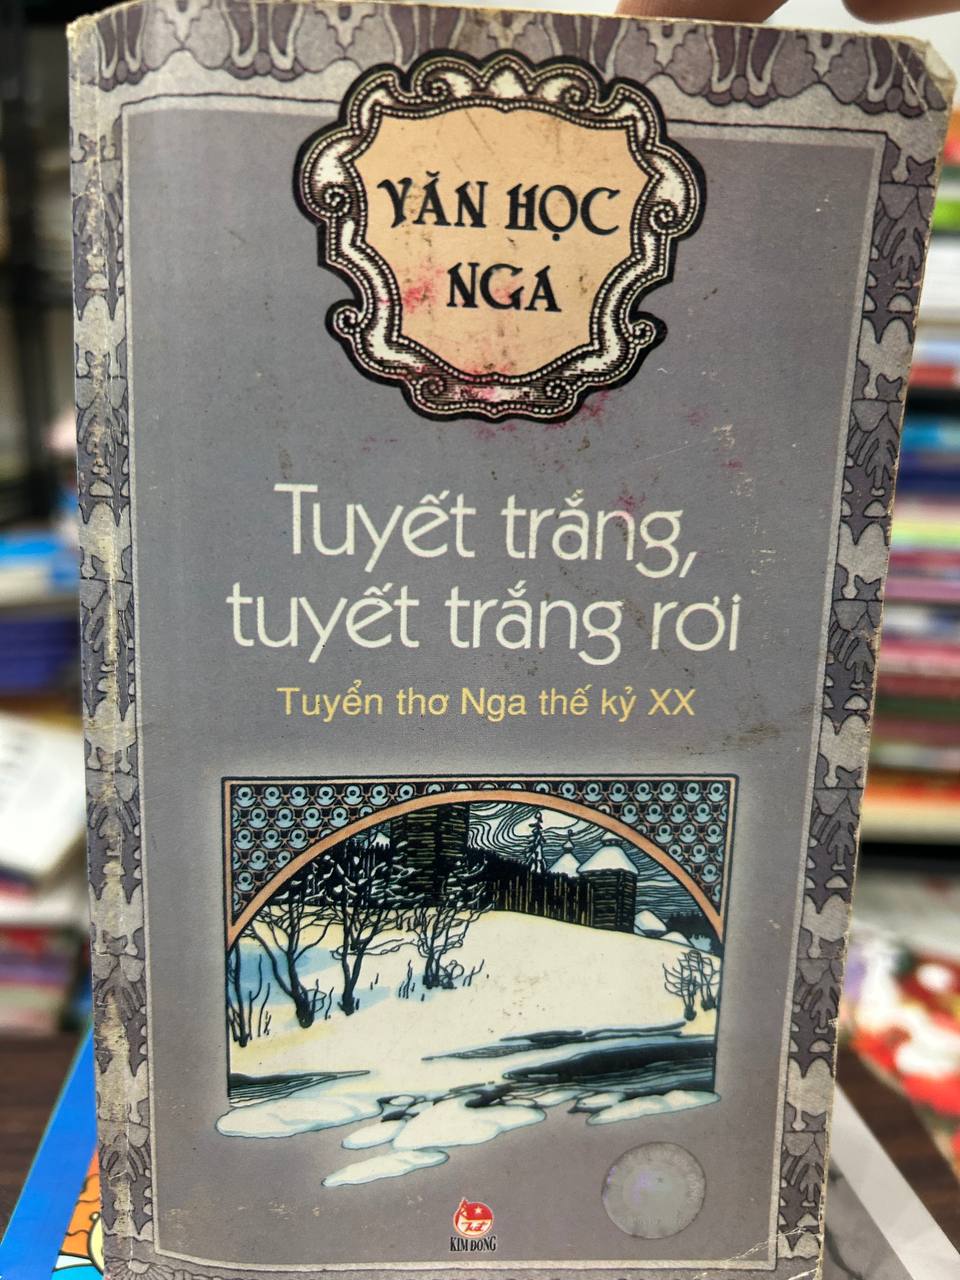 VĂN HỌC
NGA
Tuyết trắng,
tuyết trắng rơi
Tuyển thơ Nga thế kỷ XX
KIM ĐỒNG